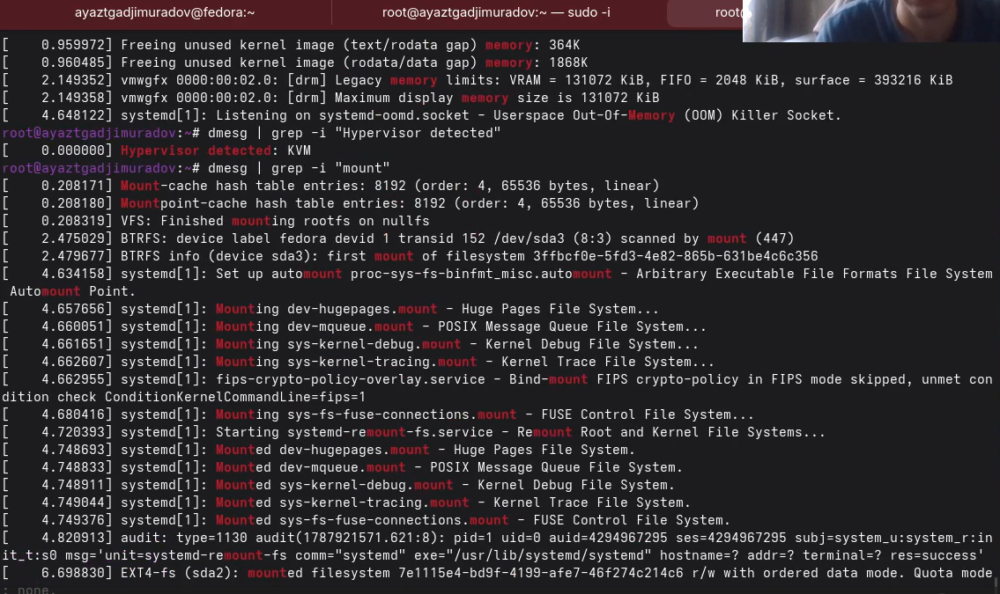 ayaztgadjimuradov@fedora:~
root@ayaztgadjimuradov:~ — sudo -i
root@
[    0.959972] Freeing unused kernel image (text/rodata gap) memory: 364K
[    0.960485] Freeing unused kernel image (rodata/data gap) memory: 1868K
[    2.149352] vmwgfx 0000:00:02.0: [drm] Legacy memory limits: VRAM = 131072 KiB, FIFO = 2048 KiB, surface = 393216 KiB
[    2.149358] vmwgfx 0000:00:02.0: [drm] Maximum display memory size is 131072 KiB
[    4.648122] systemd[1]: Listening on systemd-oomd.socket - Userspace Out-Of-Memory (OOM) Killer Socket.
root@ayaztgadjimuradov:~# dmesg | grep -i "Hypervisor detected"
[    0.000000] Hypervisor detected: KVM
root@ayaztgadjimuradov:~# dmesg | grep -i "mount"
[    0.208171] Mount-cache hash table entries: 8192 (order: 4, 65536 bytes, linear)
[    0.208180] Mountpoint-cache hash table entries: 8192 (order: 4, 65536 bytes, linear)
[    0.208319] VFS: Finished mounting rootfs on nullfs
[    2.475029] BTRFS: device label fedora devid 1 transid 152 /dev/sda3 (8:3) scanned by mount (447)
[    2.479677] BTRFS info (device sda3): first mount of filesystem 3ffbcf0e-5fd3-4e82-865b-631be4c6c356
[    4.634158] systemd[1]: Set up automount proc-sys-fs-binfmt_misc.automount - Arbitrary Executable File Formats File System
 Automount Point.
[    4.657656] systemd[1]: Mounting dev-hugepages.mount - Huge Pages File System...
[    4.660051] systemd[1]: Mounting dev-mqueue.mount - POSIX Message Queue File System...
[    4.661651] systemd[1]: Mounting sys-kernel-debug.mount - Kernel Debug File System...
[    4.662607] systemd[1]: Mounting sys-kernel-tracing.mount - Kernel Trace File System...
[    4.662955] systemd[1]: fips-crypto-policy-overlay.service - Bind-mount FIPS crypto-policy in FIPS mode skipped, unmet con
dition check ConditionKernelCommandLine=fips=1
[    4.680416] systemd[1]: Mounting sys-fs-fuse-connections.mount - FUSE Control File System...
[    4.720393] systemd[1]: Starting systemd-remount-fs.service - Remount Root and Kernel File Systems...
[    4.748693] systemd[1]: Mounted dev-hugepages.mount - Huge Pages File System.
[    4.748833] systemd[1]: Mounted dev-mqueue.mount - POSIX Message Queue File System.
[    4.748911] systemd[1]: Mounted sys-kernel-debug.mount - Kernel Debug File System.
[    4.749044] systemd[1]: Mounted sys-kernel-tracing.mount - Kernel Trace File System.
[    4.749376] systemd[1]: Mounted sys-fs-fuse-connections.mount - FUSE Control File System.
[    4.820913] audit: type=1130 audit(1787921571.621:8): pid=1 uid=0 auid=4294967295 ses=4294967295 subj=system_u:system_r:in
it_t:s0 msg='unit=systemd-remount-fs comm="systemd" exe="/usr/lib/systemd/systemd" hostname=? addr=? terminal=? res=success'
[    6.698830] EXT4-fs (sda2): mounted filesystem 7e1115e4-bd9f-4199-afe7-46f274c214c6 r/w with ordered data mode. Quota mode
: none.